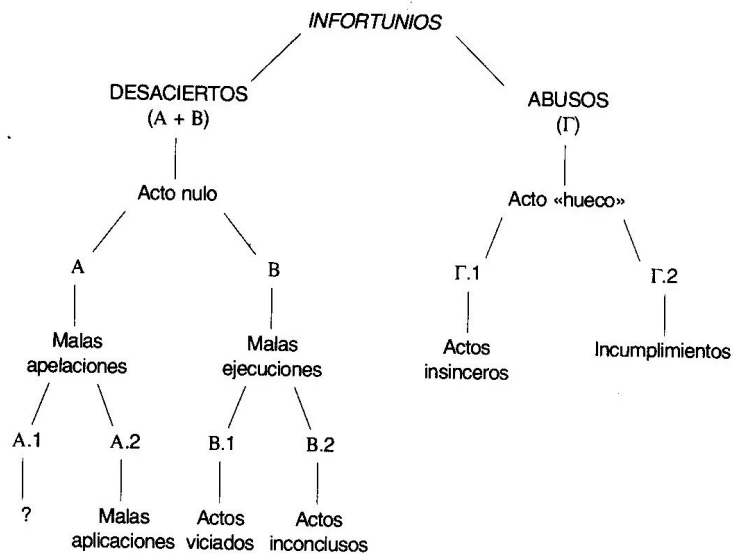 INFORTUNIOS
DESACIERTOS
(A + B)
ABUSOS
(Γ)
Acto nulo
Acto «hueco»
A
B
Γ.1
Γ.2
Malas
apelaciones
Malas
ejecuciones
Actos
insinceros
Incumplimientos
A.1
A.2
B.1
B.2
?
Malas
aplicaciones
Actos
viciados
Actos
inconclusos